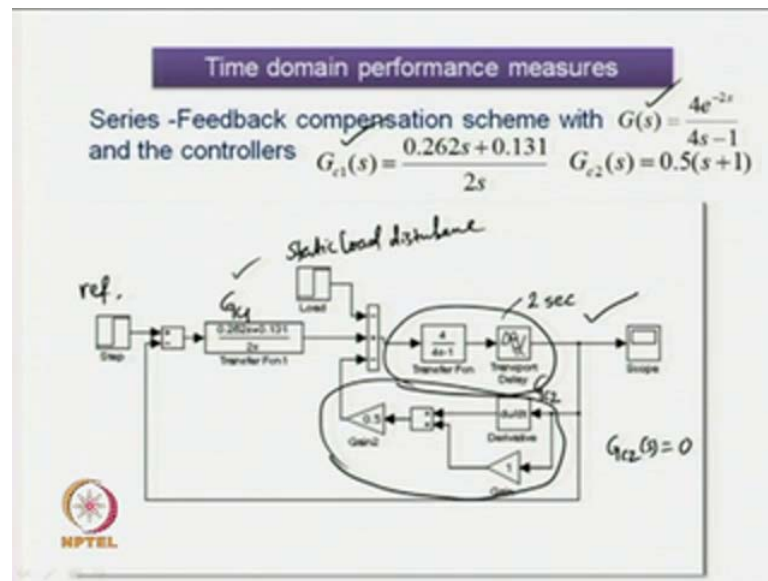 Time domain performance measures
Series -Feedback compensation scheme with G(s) = 4e^{-2s} / 4s-1
and the controllers G_{c1}(s) = 0.262s+0.131 / 2s G_{c2}(s) = 0.5(s+1)
static load disturbance
ref.
G_{c1}
Load
2 sec
Step
0.262s+0.131 / 2s
Transfer Fcn1
4 / 4s-1
Transfer Fcn
Transport Delay
Scope
G_{c2}
0.5
Gain2
du/dt
Derivative
1
G_{c2}(s) = 0
NPTEL